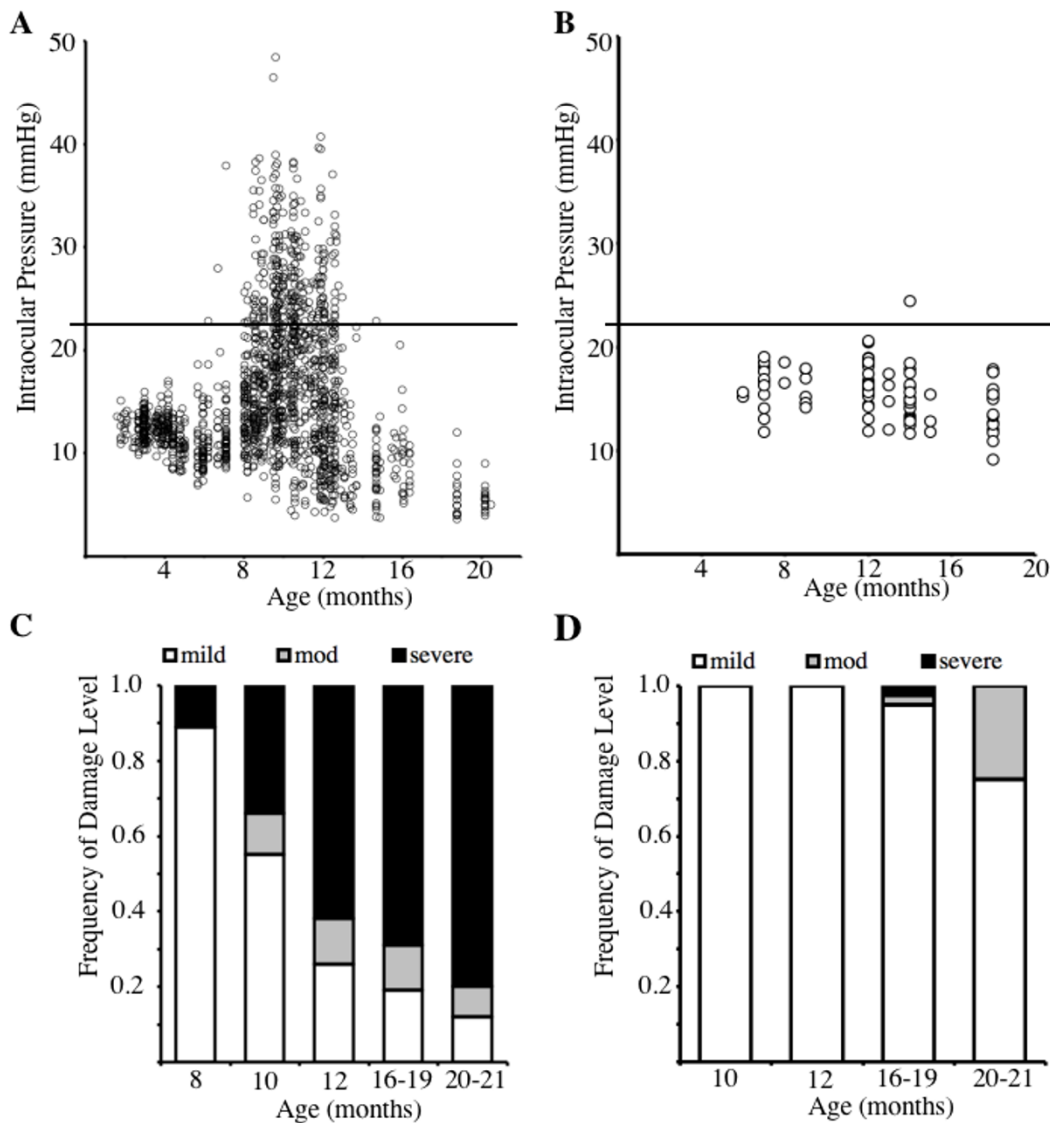 A
50
40
30
20
10
Intraocular Pressure (mmHg)
4 8 12 16 20
Age (months)
B
50
40
30
20
10
Intraocular Pressure (mmHg)
4 8 12 16 20
Age (months)
C
mild mod severe
1.0
0.8
0.6
0.4
0.2
Frequency of Damage Level
8 10 12 16-19 20-21
Age (months)
D
mild mod severe
1.0
0.8
0.6
0.4
0.2
Frequency of Damage Level
10 12 16-19 20-21
Age (months)